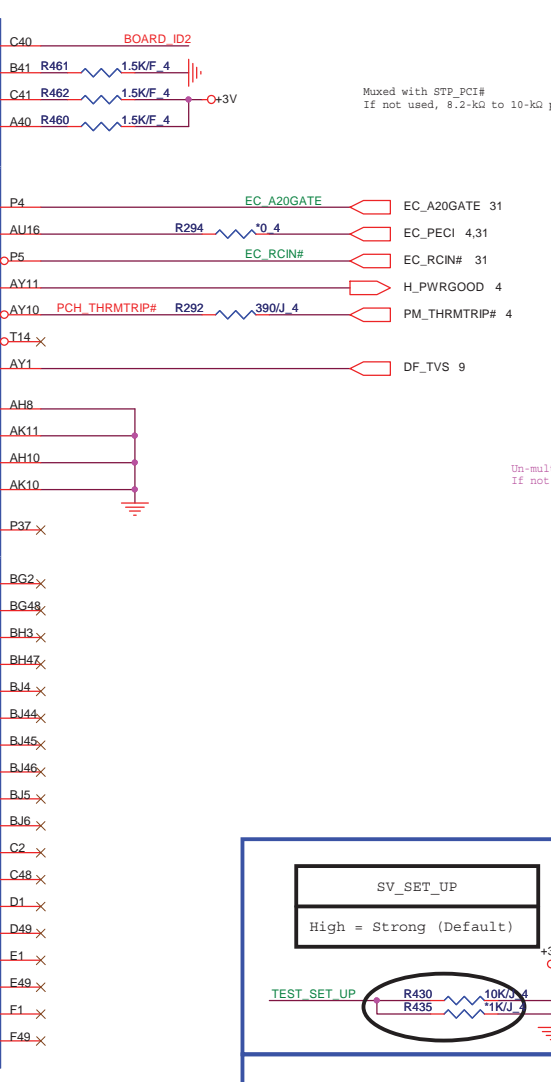 C40 BOARD_ID2
B41 R461 1.5K/F_4
C41 R462 1.5K/F_4 +3V
A40 R460 1.5K/F_4
Muxed with STP_PCI#
If not used, 8.2-kΩ to 10-kΩ
P4 EC_A20GATE EC_A20GATE 31
AU16 R294 *0_4 EC_PECI 4,31
P5 EC_RCIN# EC_RCIN# 31
AY11 H_PWRGOOD 4
AY10 PCH_THRMTRIP# R292 390/J_4 PM_THRMTRIP# 4
T14
AY1 DF_TVS 9
AH8
AK11
AH10
AK10
If not
P37
BG2
BG48
BH3
BH47
BJ4
BJ44
BJ45
BJ46
BJ5
BJ6
C2
C48
D1
D49
E1
E49
F1
F49
SV_SET_UP
High = Strong (Default)
TEST_SET_UP R430 10K/J_4
R435 *1K/J_4